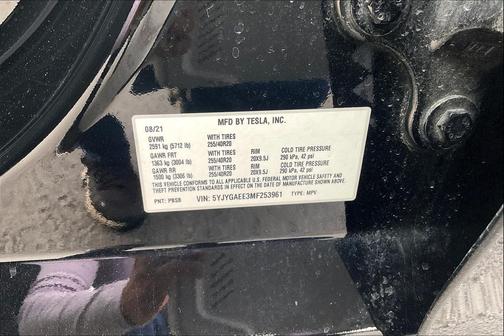 MFD BY TESLA, INC.
08/21
GVWR WITH TIRES
2591 kg (5712 lb) 255/40R20
GAWR FRT WITH TIRES RIM COLD TIRE PRESSURE
1363 kg (3004 lb) 255/40R20 20X9.5J 290 kPa, 42 psi
GAWR RR WITH TIRES RIM COLD TIRE PRESSURE
1500 kg (3306 lb) 255/40R20 20X9.5J 290 kPa, 42 psi
THIS VEHICLE CONFORMS TO ALL APPLICABLE U.S. FEDERAL MOTOR VEHICLE SAFETY AND
THEFT PREVENTION STANDARDS IN EFFECT ON THE DATE OF MANUFACTURE SHOWN ABOVE.
PNT: PBSB VIN: 5YJYGAEE3MF253961 TYPE: MPV